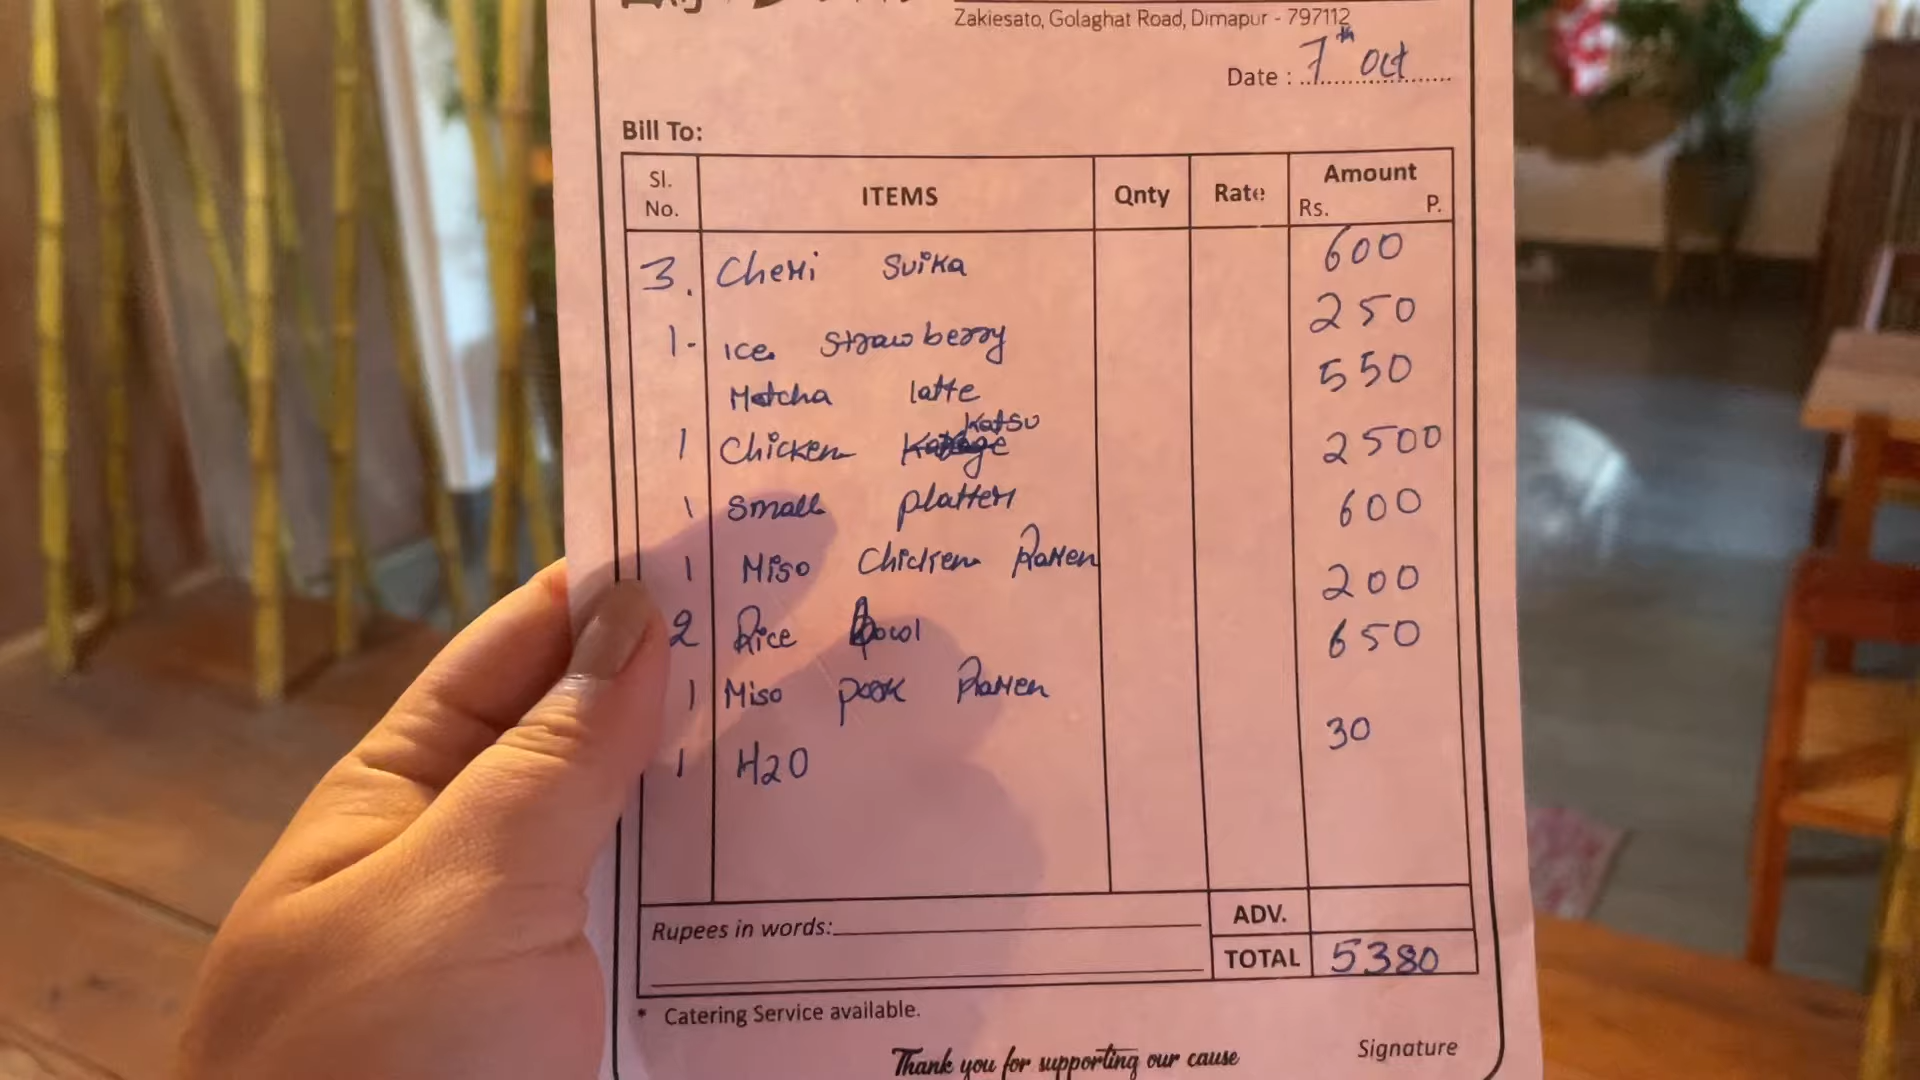 Zakiesato, Golaghat Road, Dimapur - 797112
Date : 7th Oct
Bill To:
Sl. No. ITEMS Qnty Rate Amount Rs. P.
3. Cheri Suika 600
1- Ice Strawberry 250
Matcha latte 550
1 Chicken Katsu 2500
1 Small platter 600
1 Miso Chicken Ramen 200
2 Rice bowl 650
1 Miso pork Ramen
1 H2O 30
Rupees in words: ADV.
TOTAL 5380
* Catering Service available.
Signature
Thank you for supporting our cause